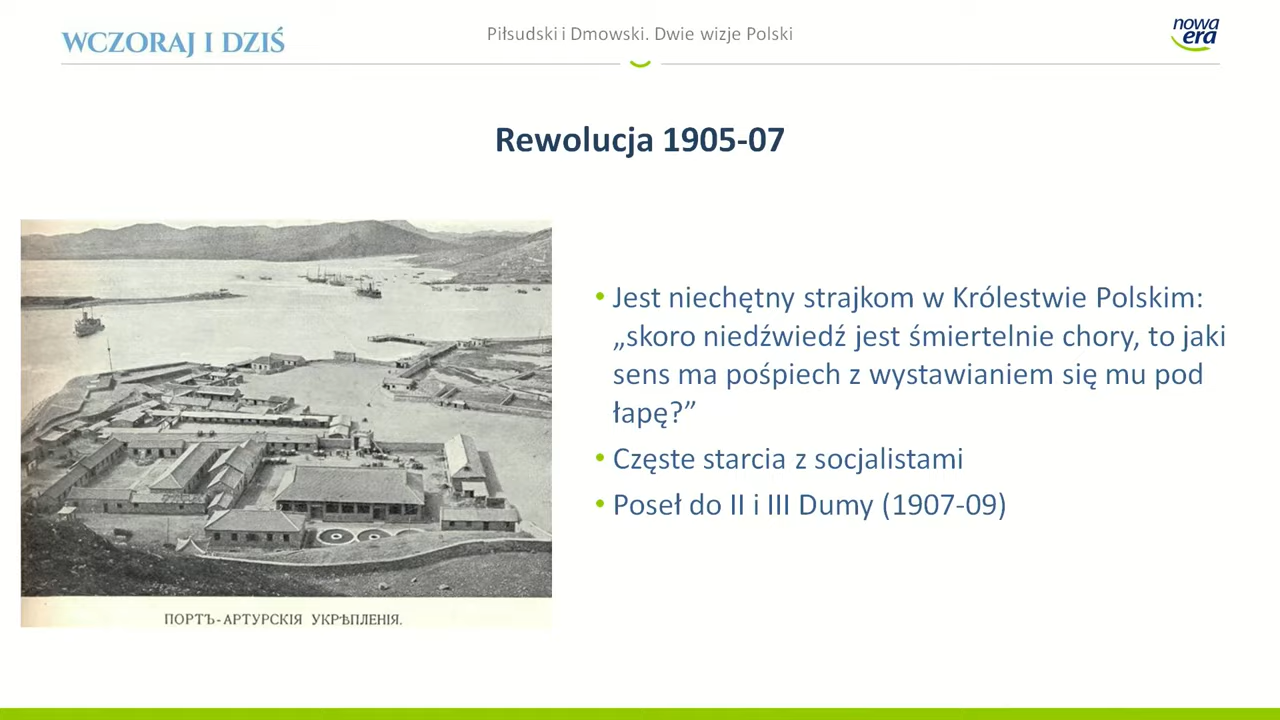 WCZORAJ I DZIŚ
Piłsudski i Dmowski. Dwie wizje Polski
nowa
era
Rewolucja 1905-07
• Jest niechętny strajkom w Królestwie Polskim:
„skoro niedźwiedź jest śmiertelnie chory, to jaki
sens ma pośpiech z wystawianiem się mu pod
łapę?”
• Częste starcia z socjalistami
• Poseł do II i III Dumy (1907-09)
ПОРТЪ-АРТУРСКІЯ УКРѢПЛЕНІЯ.